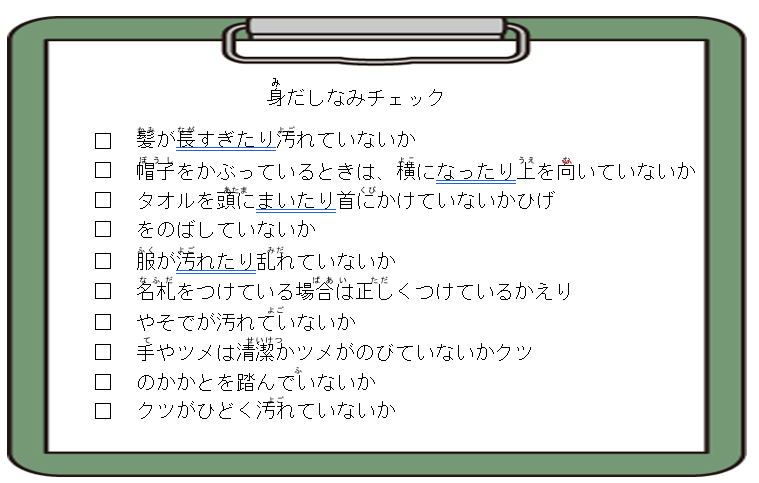 身だしなみチェック
□ 髪が長すぎたり汚れていないか
□ 帽子をかぶっているときは、横になったり上を向いていないか
□ タオルを頭にまいたり首にかけていないかひげ
□ をのばしていないか
□ 服が汚れたり乱れていないか
□ 名札をつけている場合は正しくつけているかえり
□ やそでが汚れていないか
□ 手やツメは清潔かツメがのびていないかクツ
□ のかかとを踏んでいないか
□ クツがひどく汚れていないか